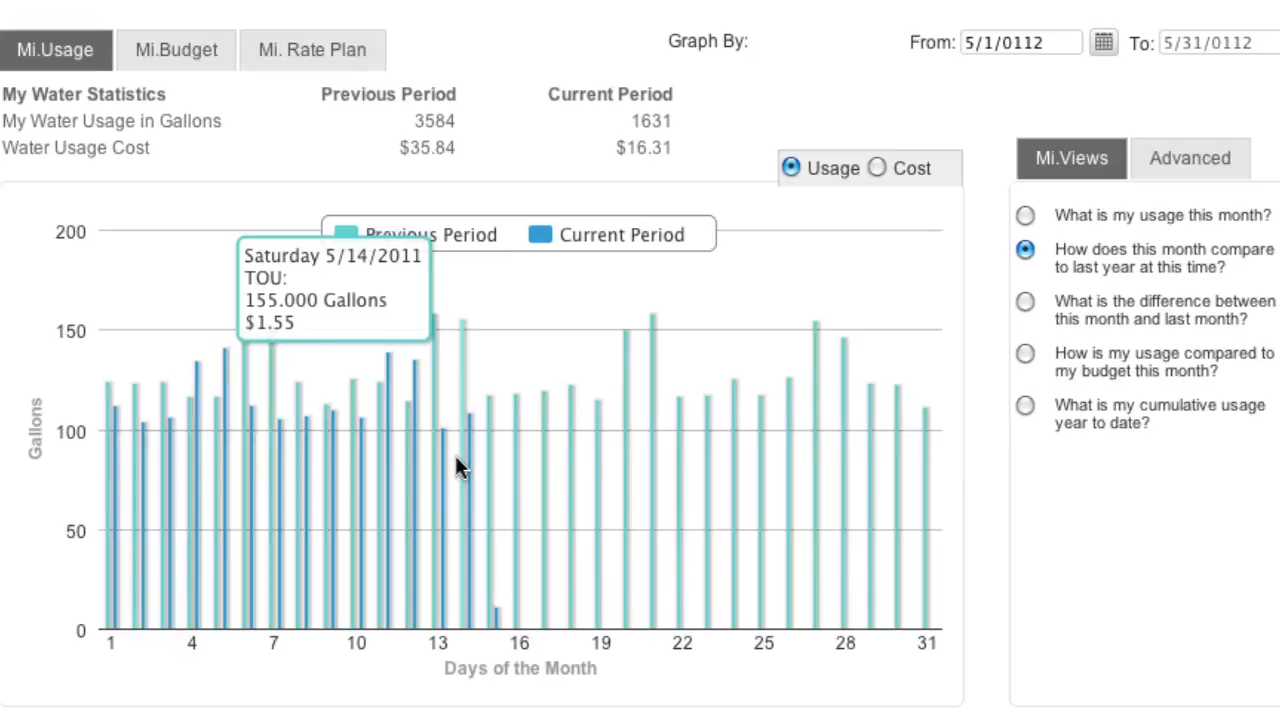 Mi.Usage Mi.Budget Mi. Rate Plan Graph By: From: 5/1/0112 To: 5/31/0112
My Water Statistics Previous Period Current Period
My Water Usage in Gallons 3584 1631
Water Usage Cost $35.84 $16.31
Usage Cost
Mi.Views Advanced
200
150
100
50
0
Gallons
Previous Period Current Period
Saturday 5/14/2011
TOU:
155.000 Gallons
$1.55
1 4 7 10 13 16 19 22 25 28 31
Days of the Month
What is my usage this month?
How does this month compare
to last year at this time?
What is the difference between
this month and last month?
How is my usage compared to
my budget this month?
What is my cumulative usage
year to date?